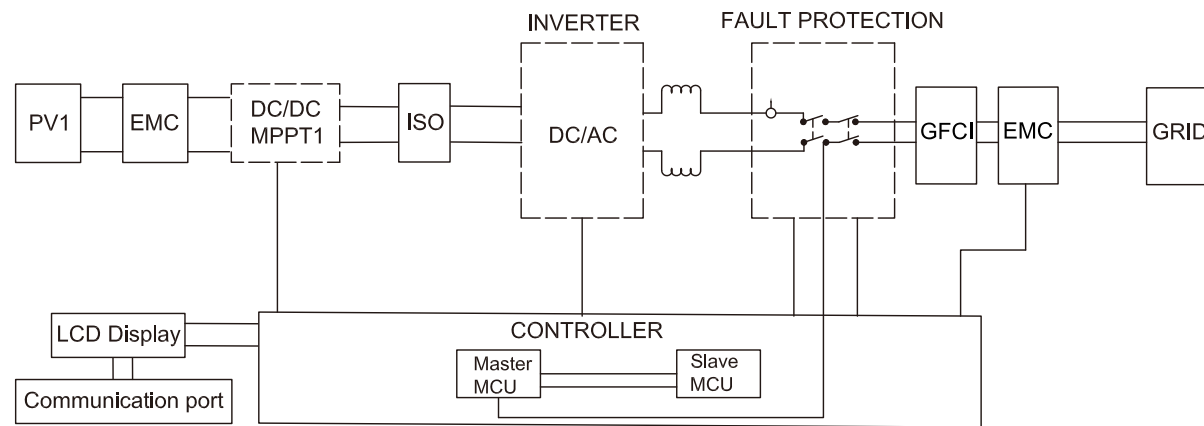 INVERTER
FAULT PROTECTION
PV1
EMC
DC/DC
MPPT1
ISO
DC/AC
GFCI
EMC
GRID
LCD Display
Communication port
CONTROLLER
Master
MCU
Slave
MCU